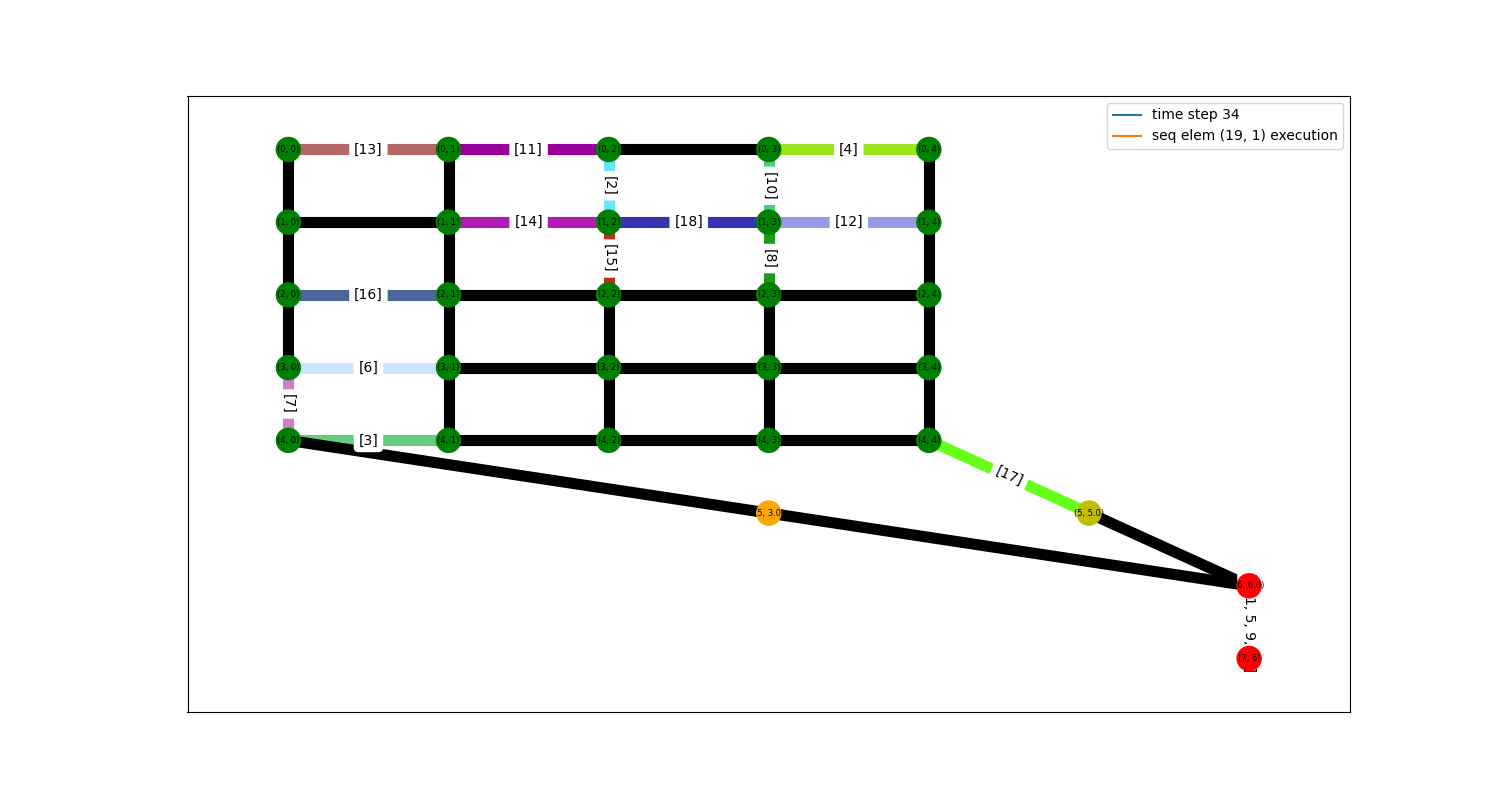 time step 34
seq elem (19, 1) execution
(0, 0) [13] (0, 1) [11] (0, 2) (0, 3) [4] (0, 4)
[2] [10]
(1, 0) (1, 1) [14] (1, 2) [18] (1, 3) [12] (1, 4)
[15] [8]
(2, 0) [16] (2, 1) (2, 2) (2, 3) (2, 4)
(3, 0) [6] (3, 1) (3, 2) (3, 3) (3, 4)
[7]
(4, 0) [3] (4, 1) (4, 2) (4, 3) (4, 4)
[17]
(5, 3.0) (5, 5.0)
(6, 6.0)
1, 5, 9,
(7, 6)